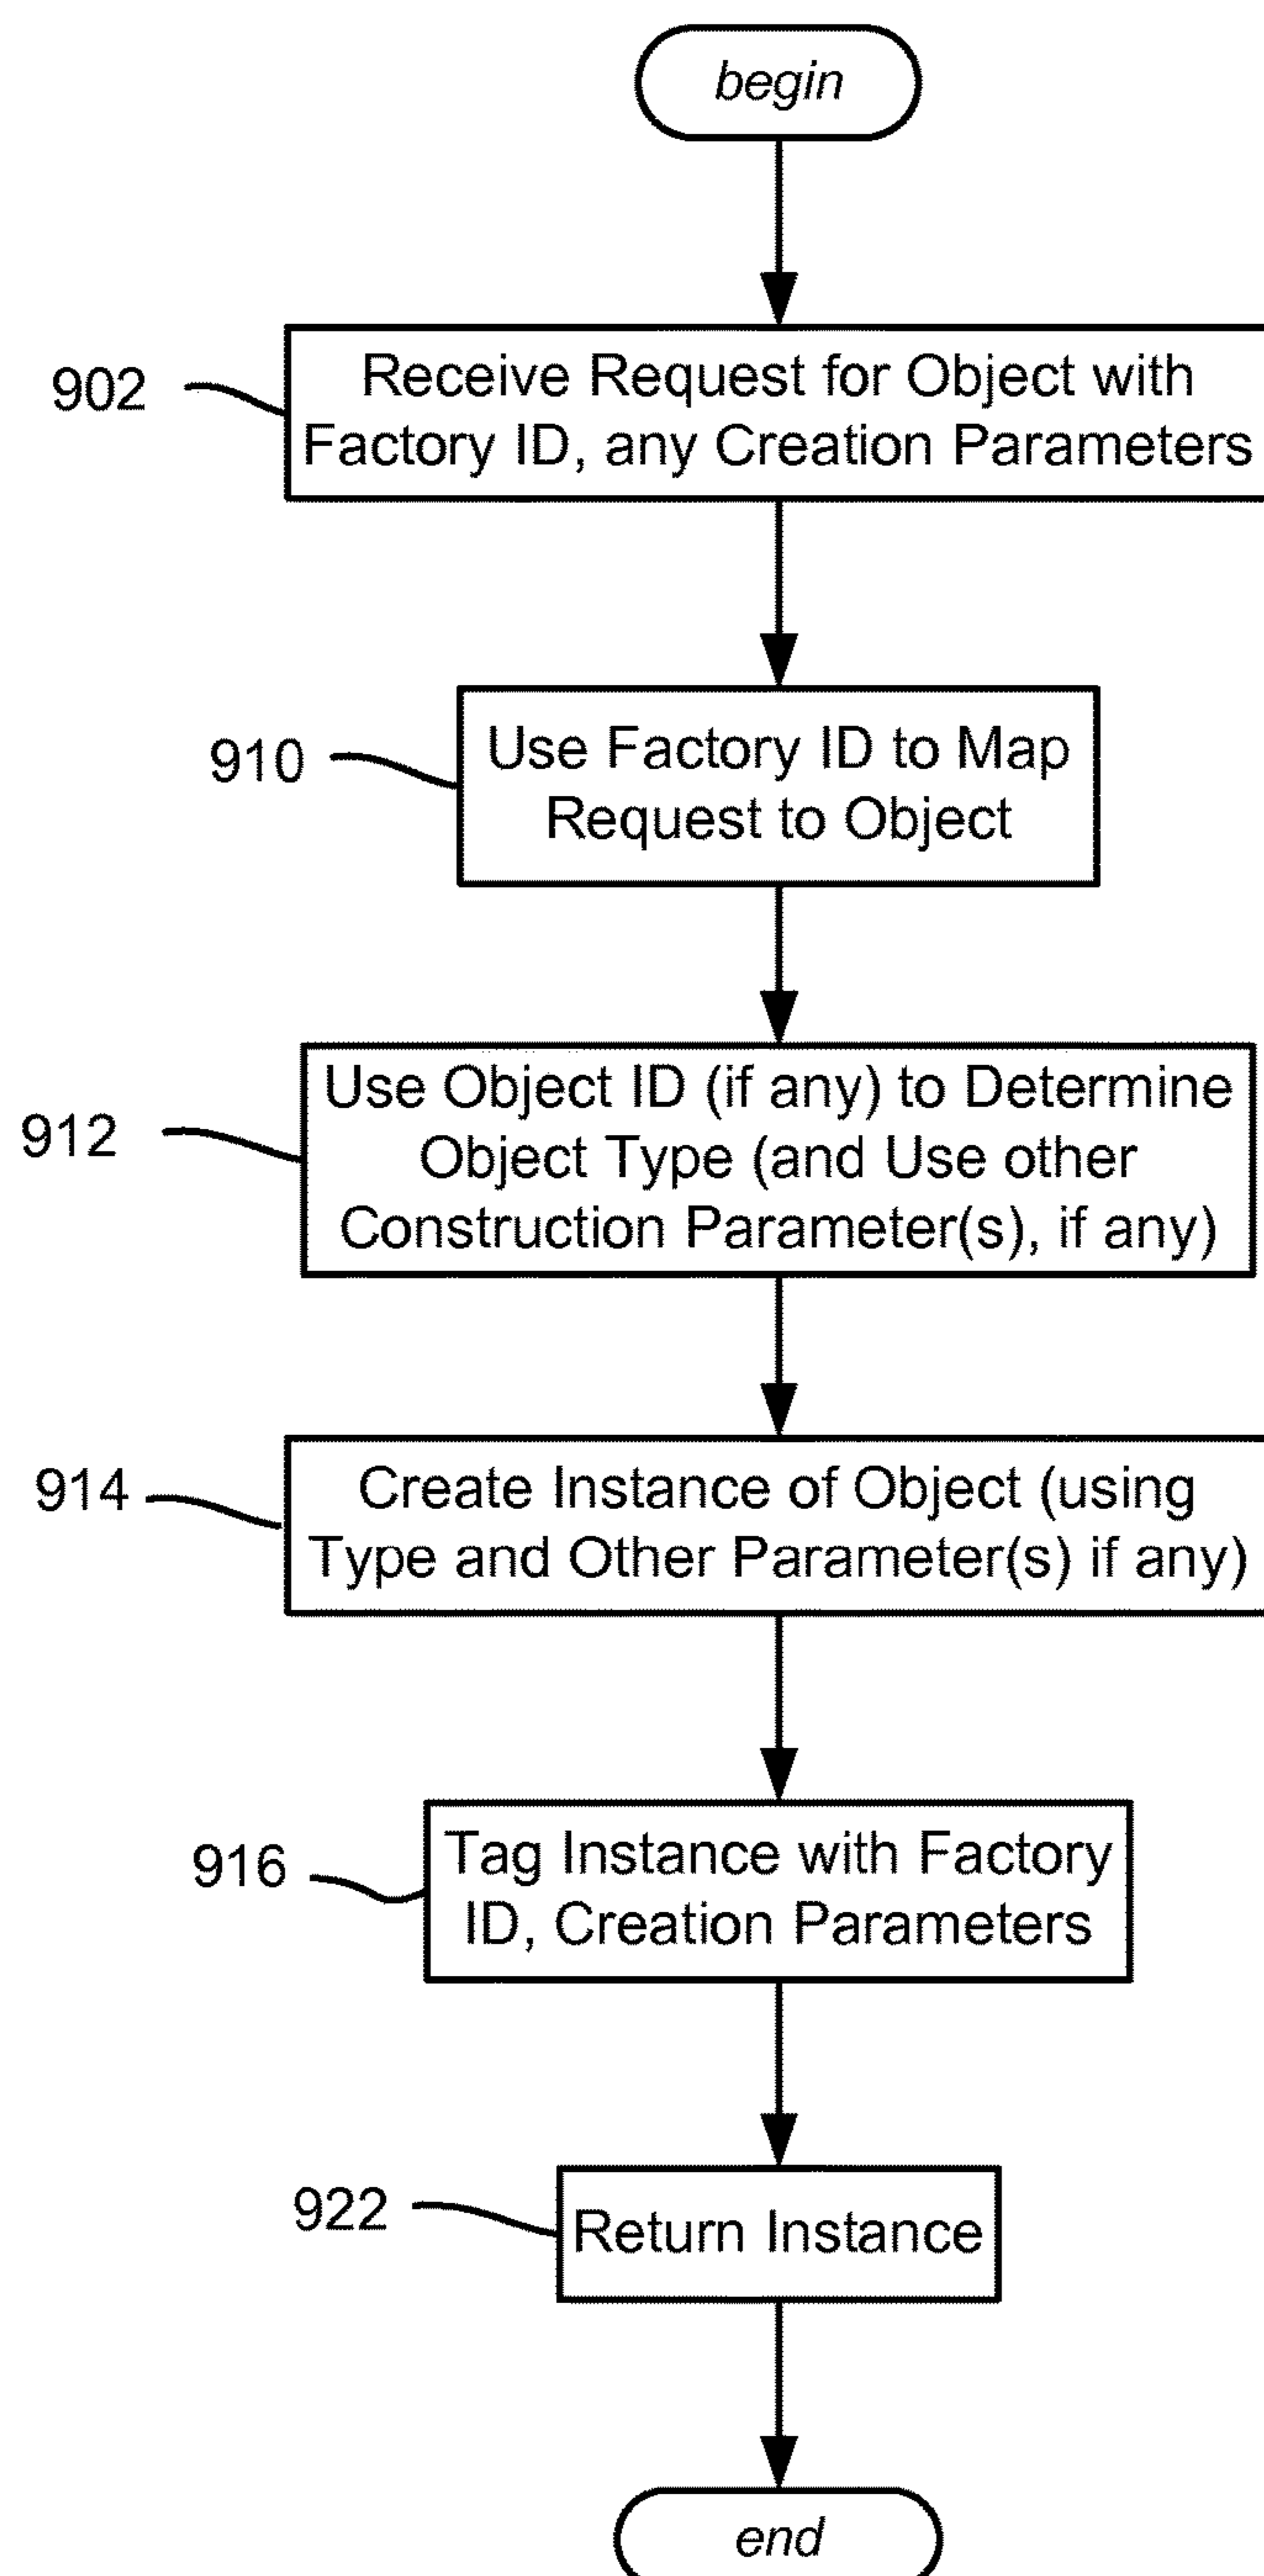 begin
902
Receive Request for Object with
Factory ID, any Creation Parameters
910
Use Factory ID to Map
Request to Object
912
Use Object ID (if any) to Determine
Object Type (and Use other
Construction Parameter(s), if any)
914
Create Instance of Object (using
Type and Other Parameter(s) if any)
916
Tag Instance with Factory
ID, Creation Parameters
922
Return Instance
end